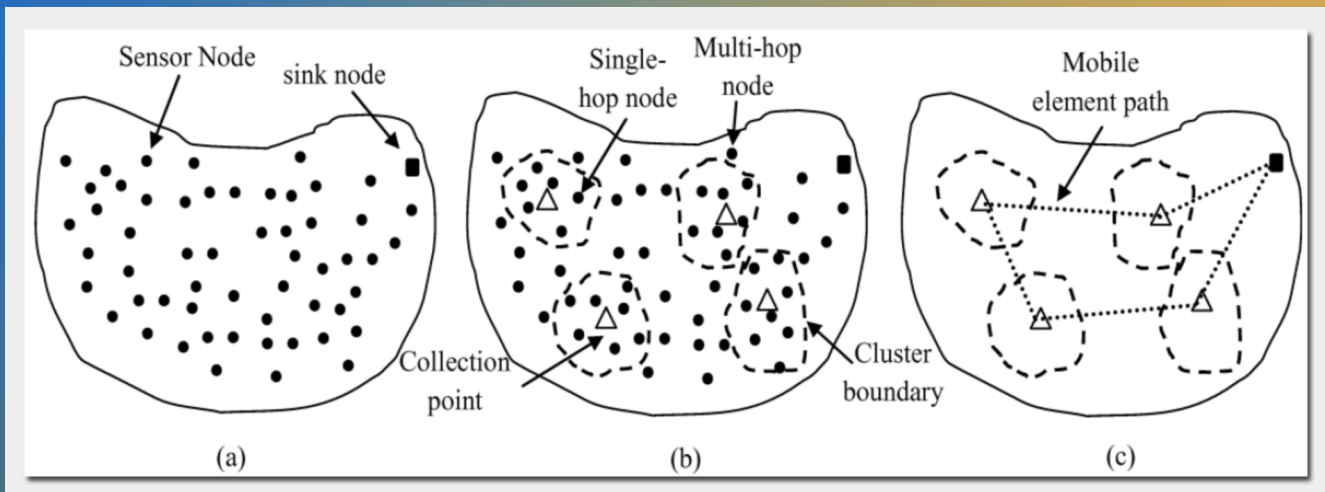 Sensor Node
sink node
Single-
hop node
Multi-hop
node
Mobile
element path
Collection
point
Cluster
boundary
(a)
(b)
(c)